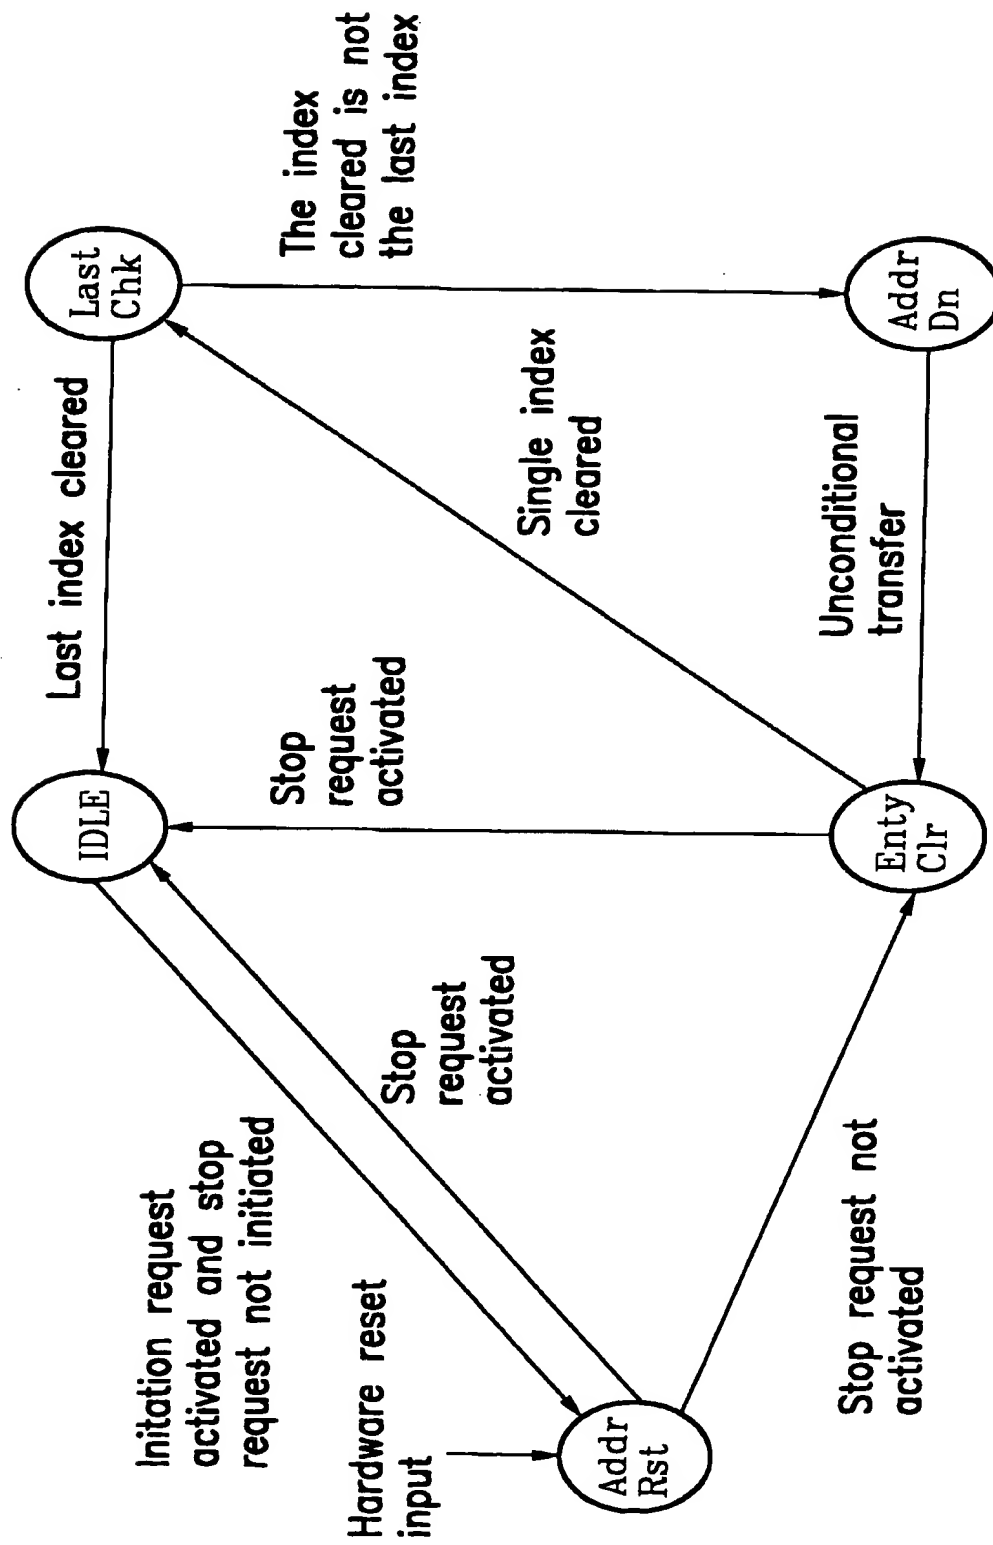 Initation request
activated and stop
request not initiated
Hardware reset
input
Addr
Rst
Stop
request
activated
Stop request not
activated
IDLE
Stop
request
activated
Enty
Clr
Last index cleared
Single index
cleared
Unconditional
transfer
Last
Chk
The index
cleared is not
the last index
Addr
Dn